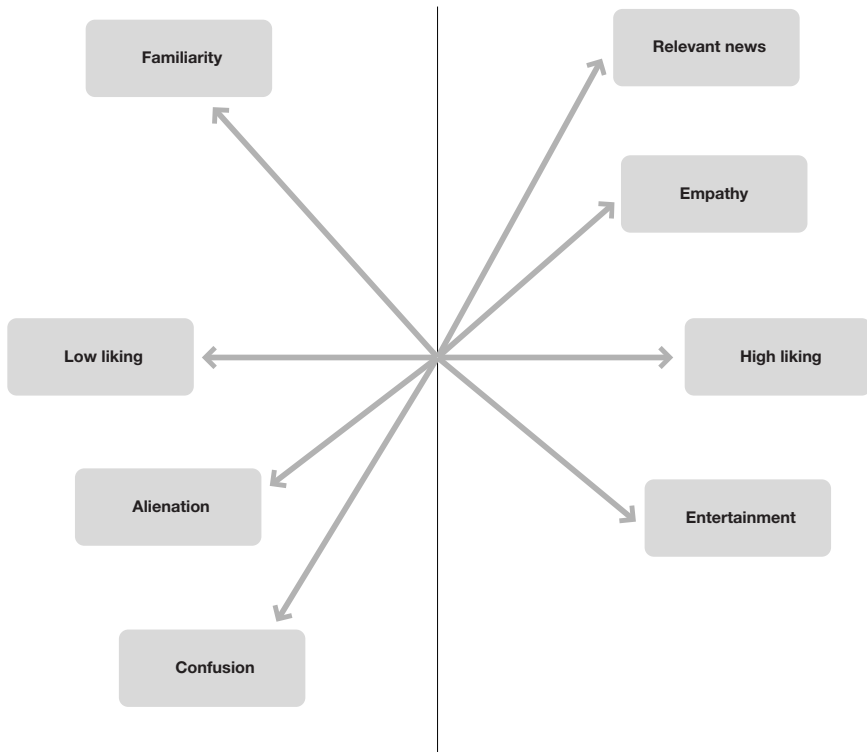 Familiarity
Relevant news
Empathy
Low liking
High liking
Alienation
Entertainment
Confusion